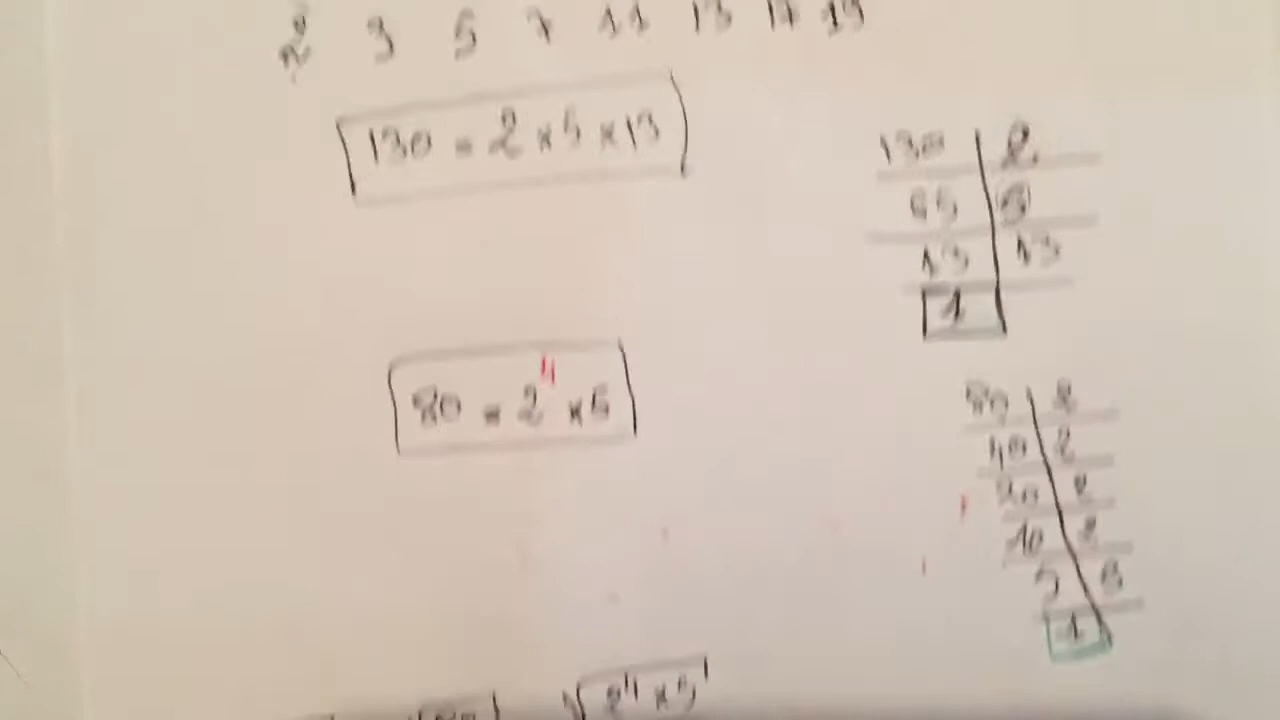 2 3 5 7 11 13 17 19
130 = 2 x 5 x 13
130 | 2
65 | 5
13 | 13
1
80 = 2⁴ x 5
80 | 2
40 | 2
20 | 2
10 | 2
5 | 5
1
√2⁴ x 5